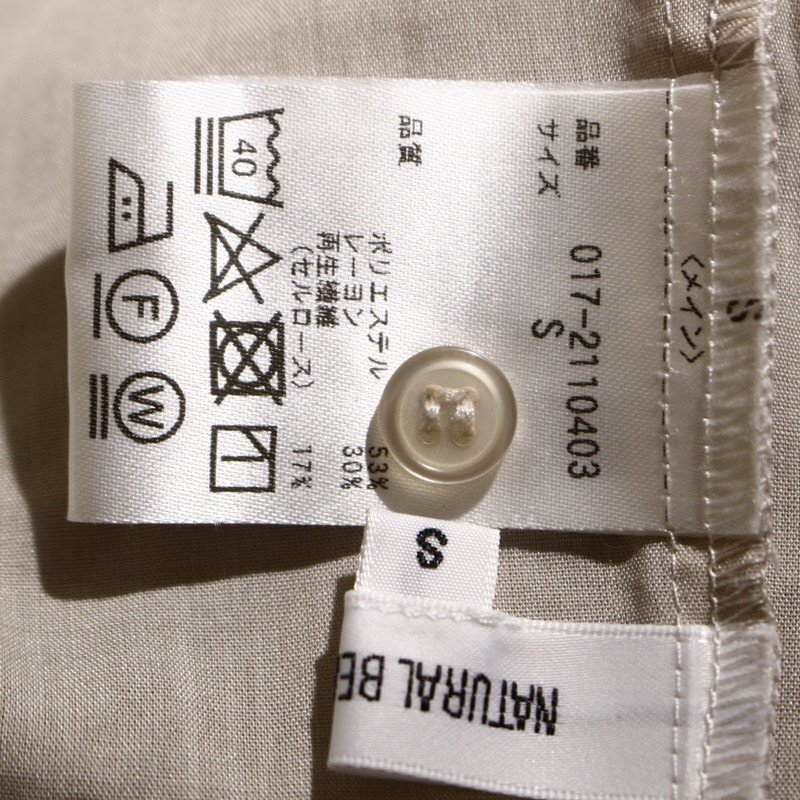 品番 017-2110403
サイズ S
〈メイン〉
品質
ポリエステル 53%
レーヨン 30%
再生繊維
(セルロース) 17%
40
F
W
S
NATURAL BE
S